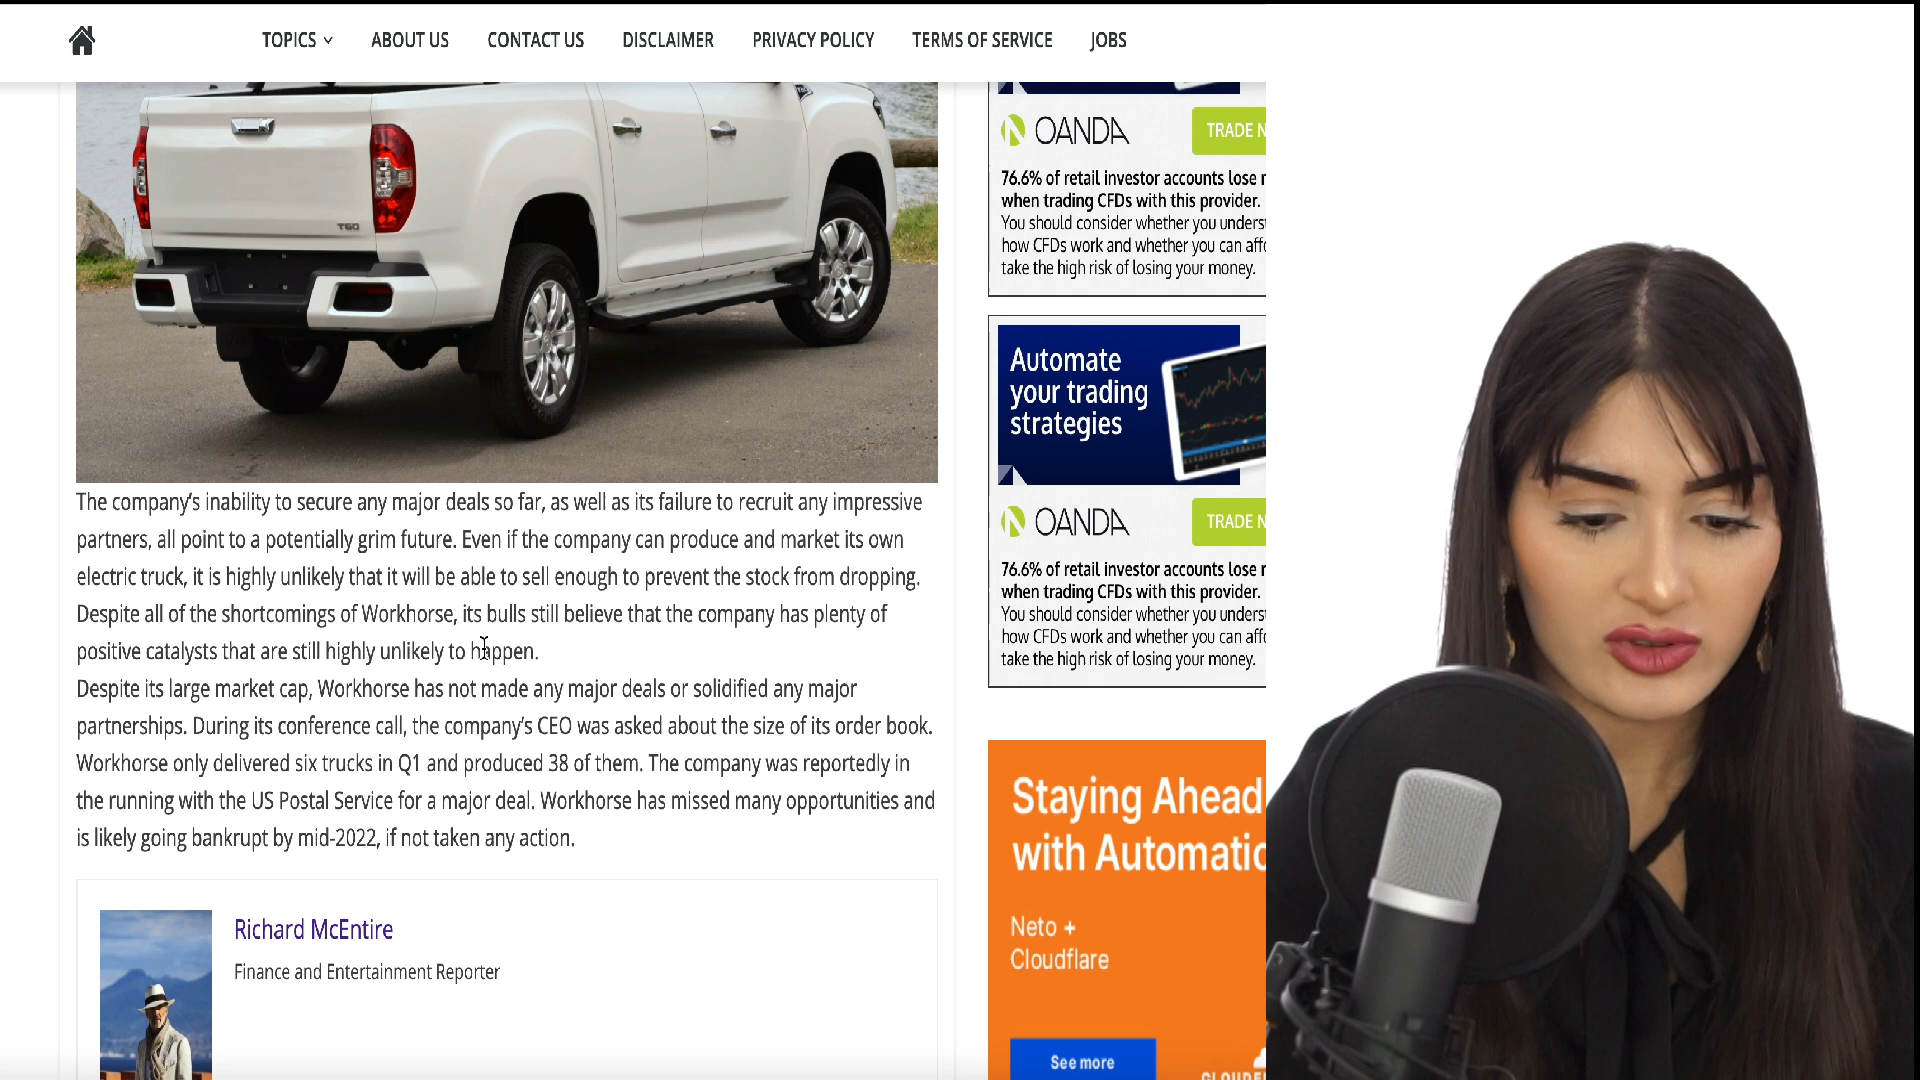 TOPICS
ABOUT US
CONTACT US
DISCLAIMER
PRIVACY POLICY
TERMS OF SERVICE
JOBS
T60
The company's inability to secure any major deals so far, as well as its failure to recruit any impressive
partners, all point to a potentially grim future. Even if the company can produce and market its own
electric truck, it is highly unlikely that it will be able to sell enough to prevent the stock from dropping.
Despite all of the shortcomings of Workhorse, its bulls still believe that the company has plenty of
positive catalysts that are still highly unlikely to happen.
Despite its large market cap, Workhorse has not made any major deals or solidified any major
partnerships. During its conference call, the company's CEO was asked about the size of its order book.
Workhorse only delivered six trucks in Q1 and produced 38 of them. The company was reportedly in
the running with the US Postal Service for a major deal. Workhorse has missed many opportunities and
is likely going bankrupt by mid-2022, if not taken any action.
Richard McEntire
Finance and Entertainment Reporter
OANDA
TRADE N
76.6% of retail investor accounts lose
when trading CFDs with this provider.
You should consider whether you unders
how CFDs work and whether you can aff
take the high risk of losing your money.
Automate
your trading
strategies
OANDA
TRADE N
76.6% of retail investor accounts lose
when trading CFDs with this provider.
You should consider whether you unders
how CFDs work and whether you can aff
take the high risk of losing your money.
Staying Ahead
with Automatic
Neto +
Cloudflare
See more